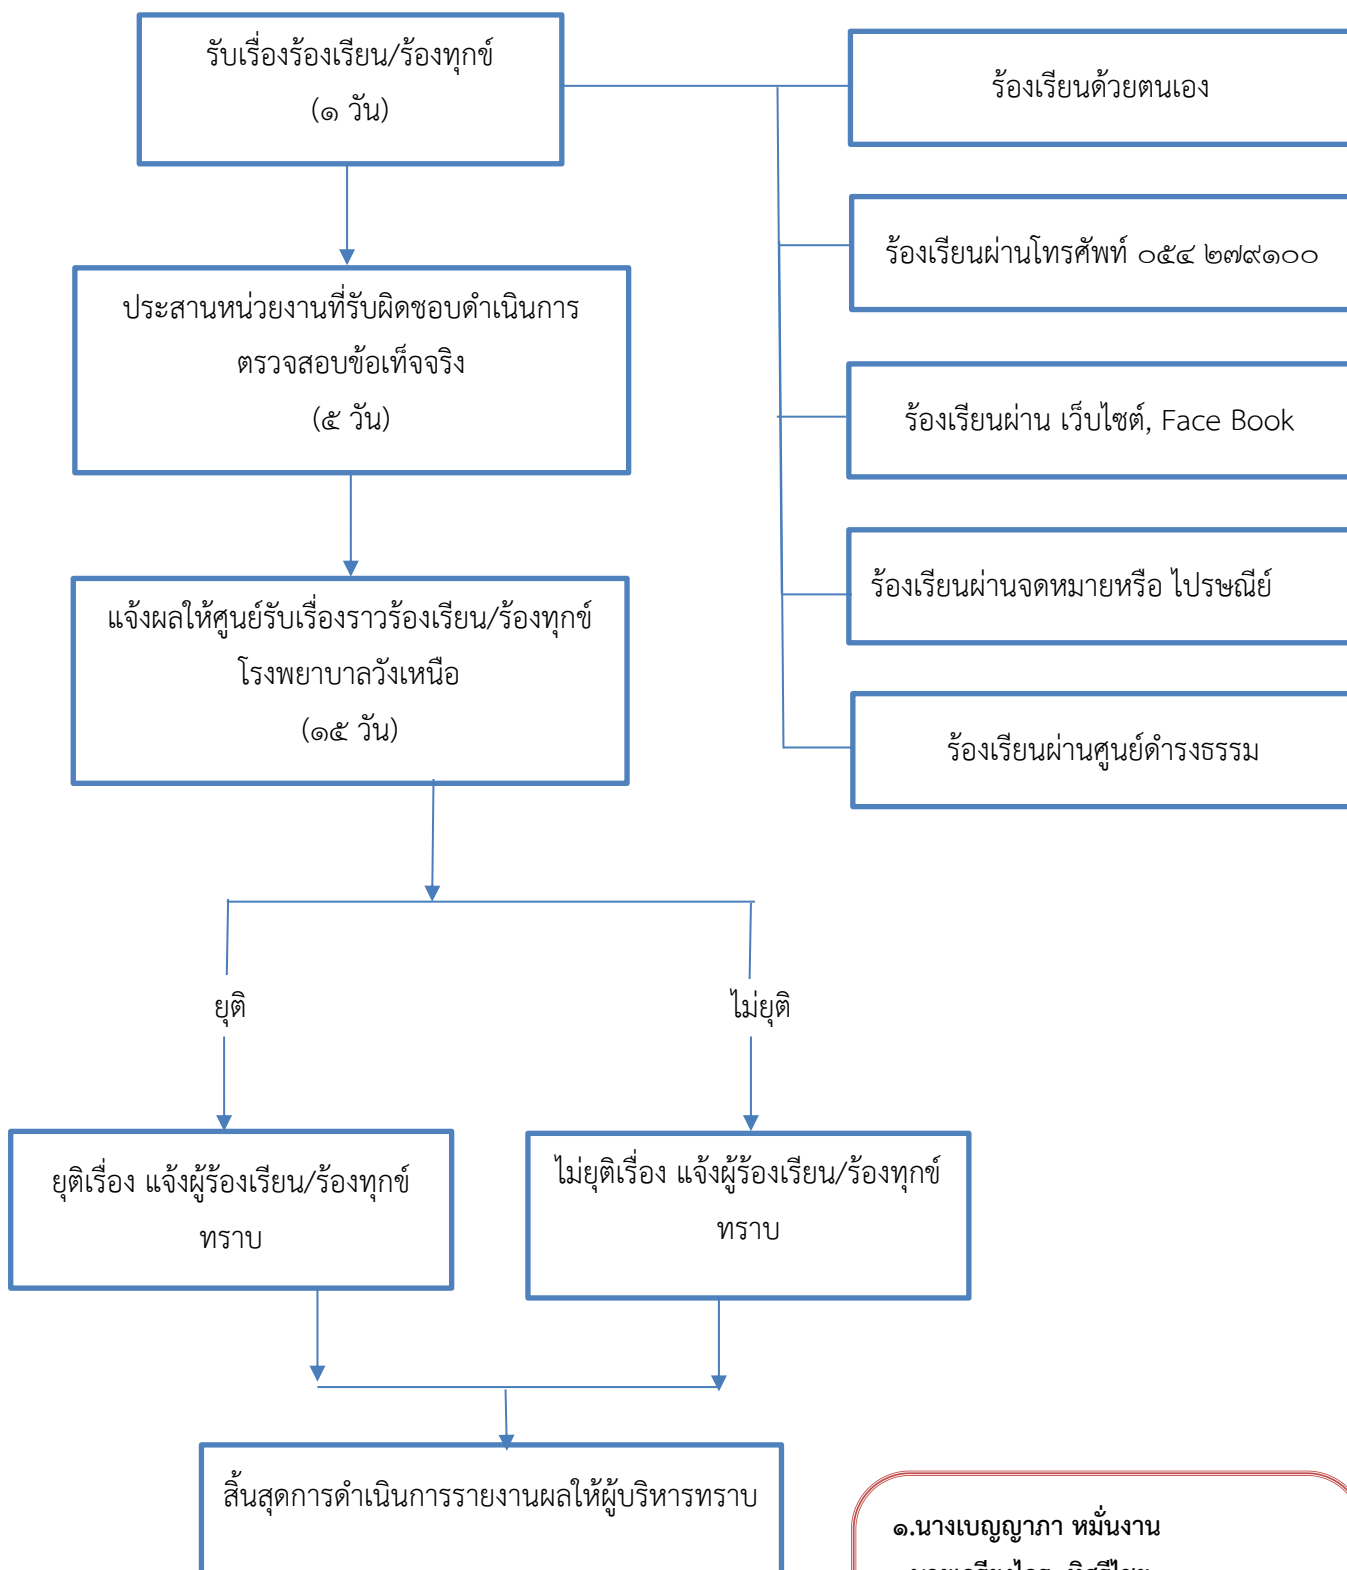 รับเรื่องร้องเรียน/ร้องทุกข์
(๑ วัน)
ร้องเรียนด้วยตนเอง
ร้องเรียนผ่านโทรศัพท์ ๐๕๔ ๒๗๙๑๐๐
ประสานหน่วยงานที่รับผิดชอบดำเนินการ
ตรวจสอบข้อเท็จจริง
(๕ วัน)
ร้องเรียนผ่าน เว็บไซต์, Face Book
ร้องเรียนผ่านจดหมายหรือ ไปรษณีย์
แจ้งผลให้ศูนย์รับเรื่องราวร้องเรียน/ร้องทุกข์
โรงพยาบาลวังเหนือ
(๑๕ วัน)
ร้องเรียนผ่านศูนย์ดำรงธรรม
ยุติ
ไม่ยุติ
ยุติเรื่อง แจ้งผู้ร้องเรียน/ร้องทุกข์
ทราบ
ไม่ยุติเรื่อง แจ้งผู้ร้องเรียน/ร้องทุกข์
ทราบ
สิ้นสุดการดำเนินการรายงานผลให้ผู้บริหารทราบ
๑.นางเบญญาภา หมั่นงาน